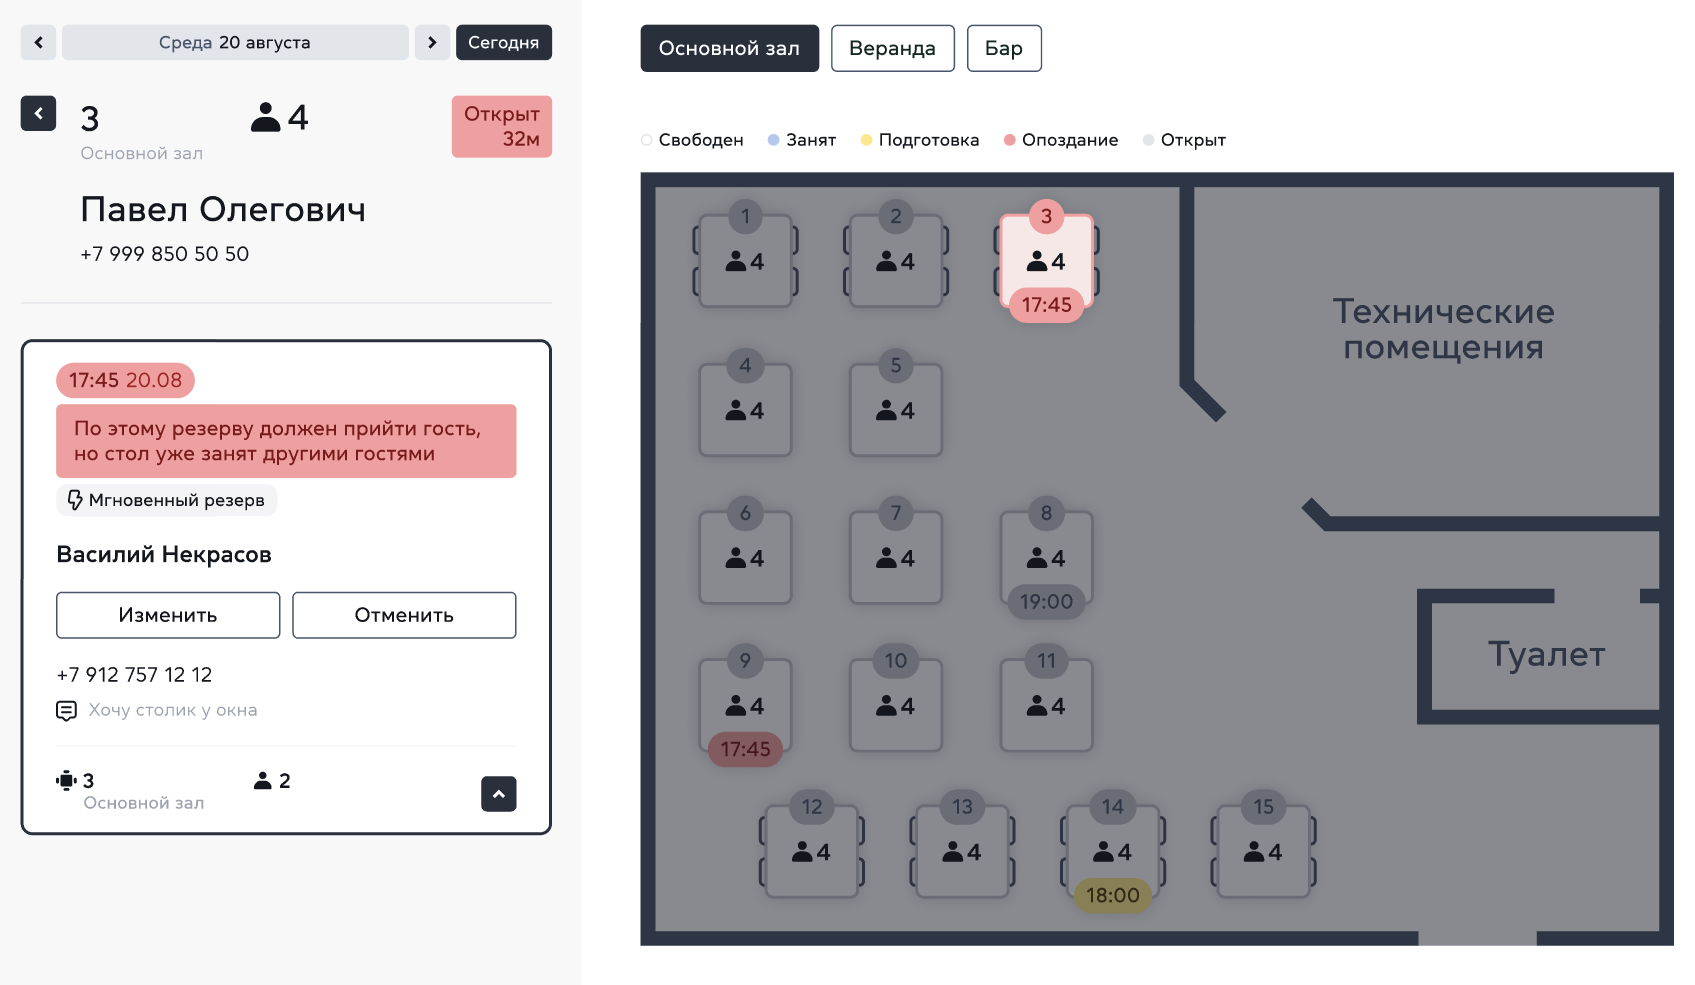 Среда 20 августа
Сегодня
3
4
Открыт
32м
Основной зал
Павел Олегович
+7 999 850 50 50
17:45 20.08
По этому резерву должен прийти гость,
но стол уже занят другими гостями
Мгновенный резерв
Василий Некрасов
Изменить
Отменить
+7 912 757 12 12
Хочу столик у окна
3
2
Основной зал
Основной зал
Веранда
Бар
Свободен
Занят
Подготовка
Опоздание
Открыт
1
4
2
4
3
4
17:45
Технические
помещения
4
4
5
4
6
4
7
4
8
4
19:00
9
4
17:45
10
4
11
4
Туалет
12
4
13
4
14
4
18:00
15
4